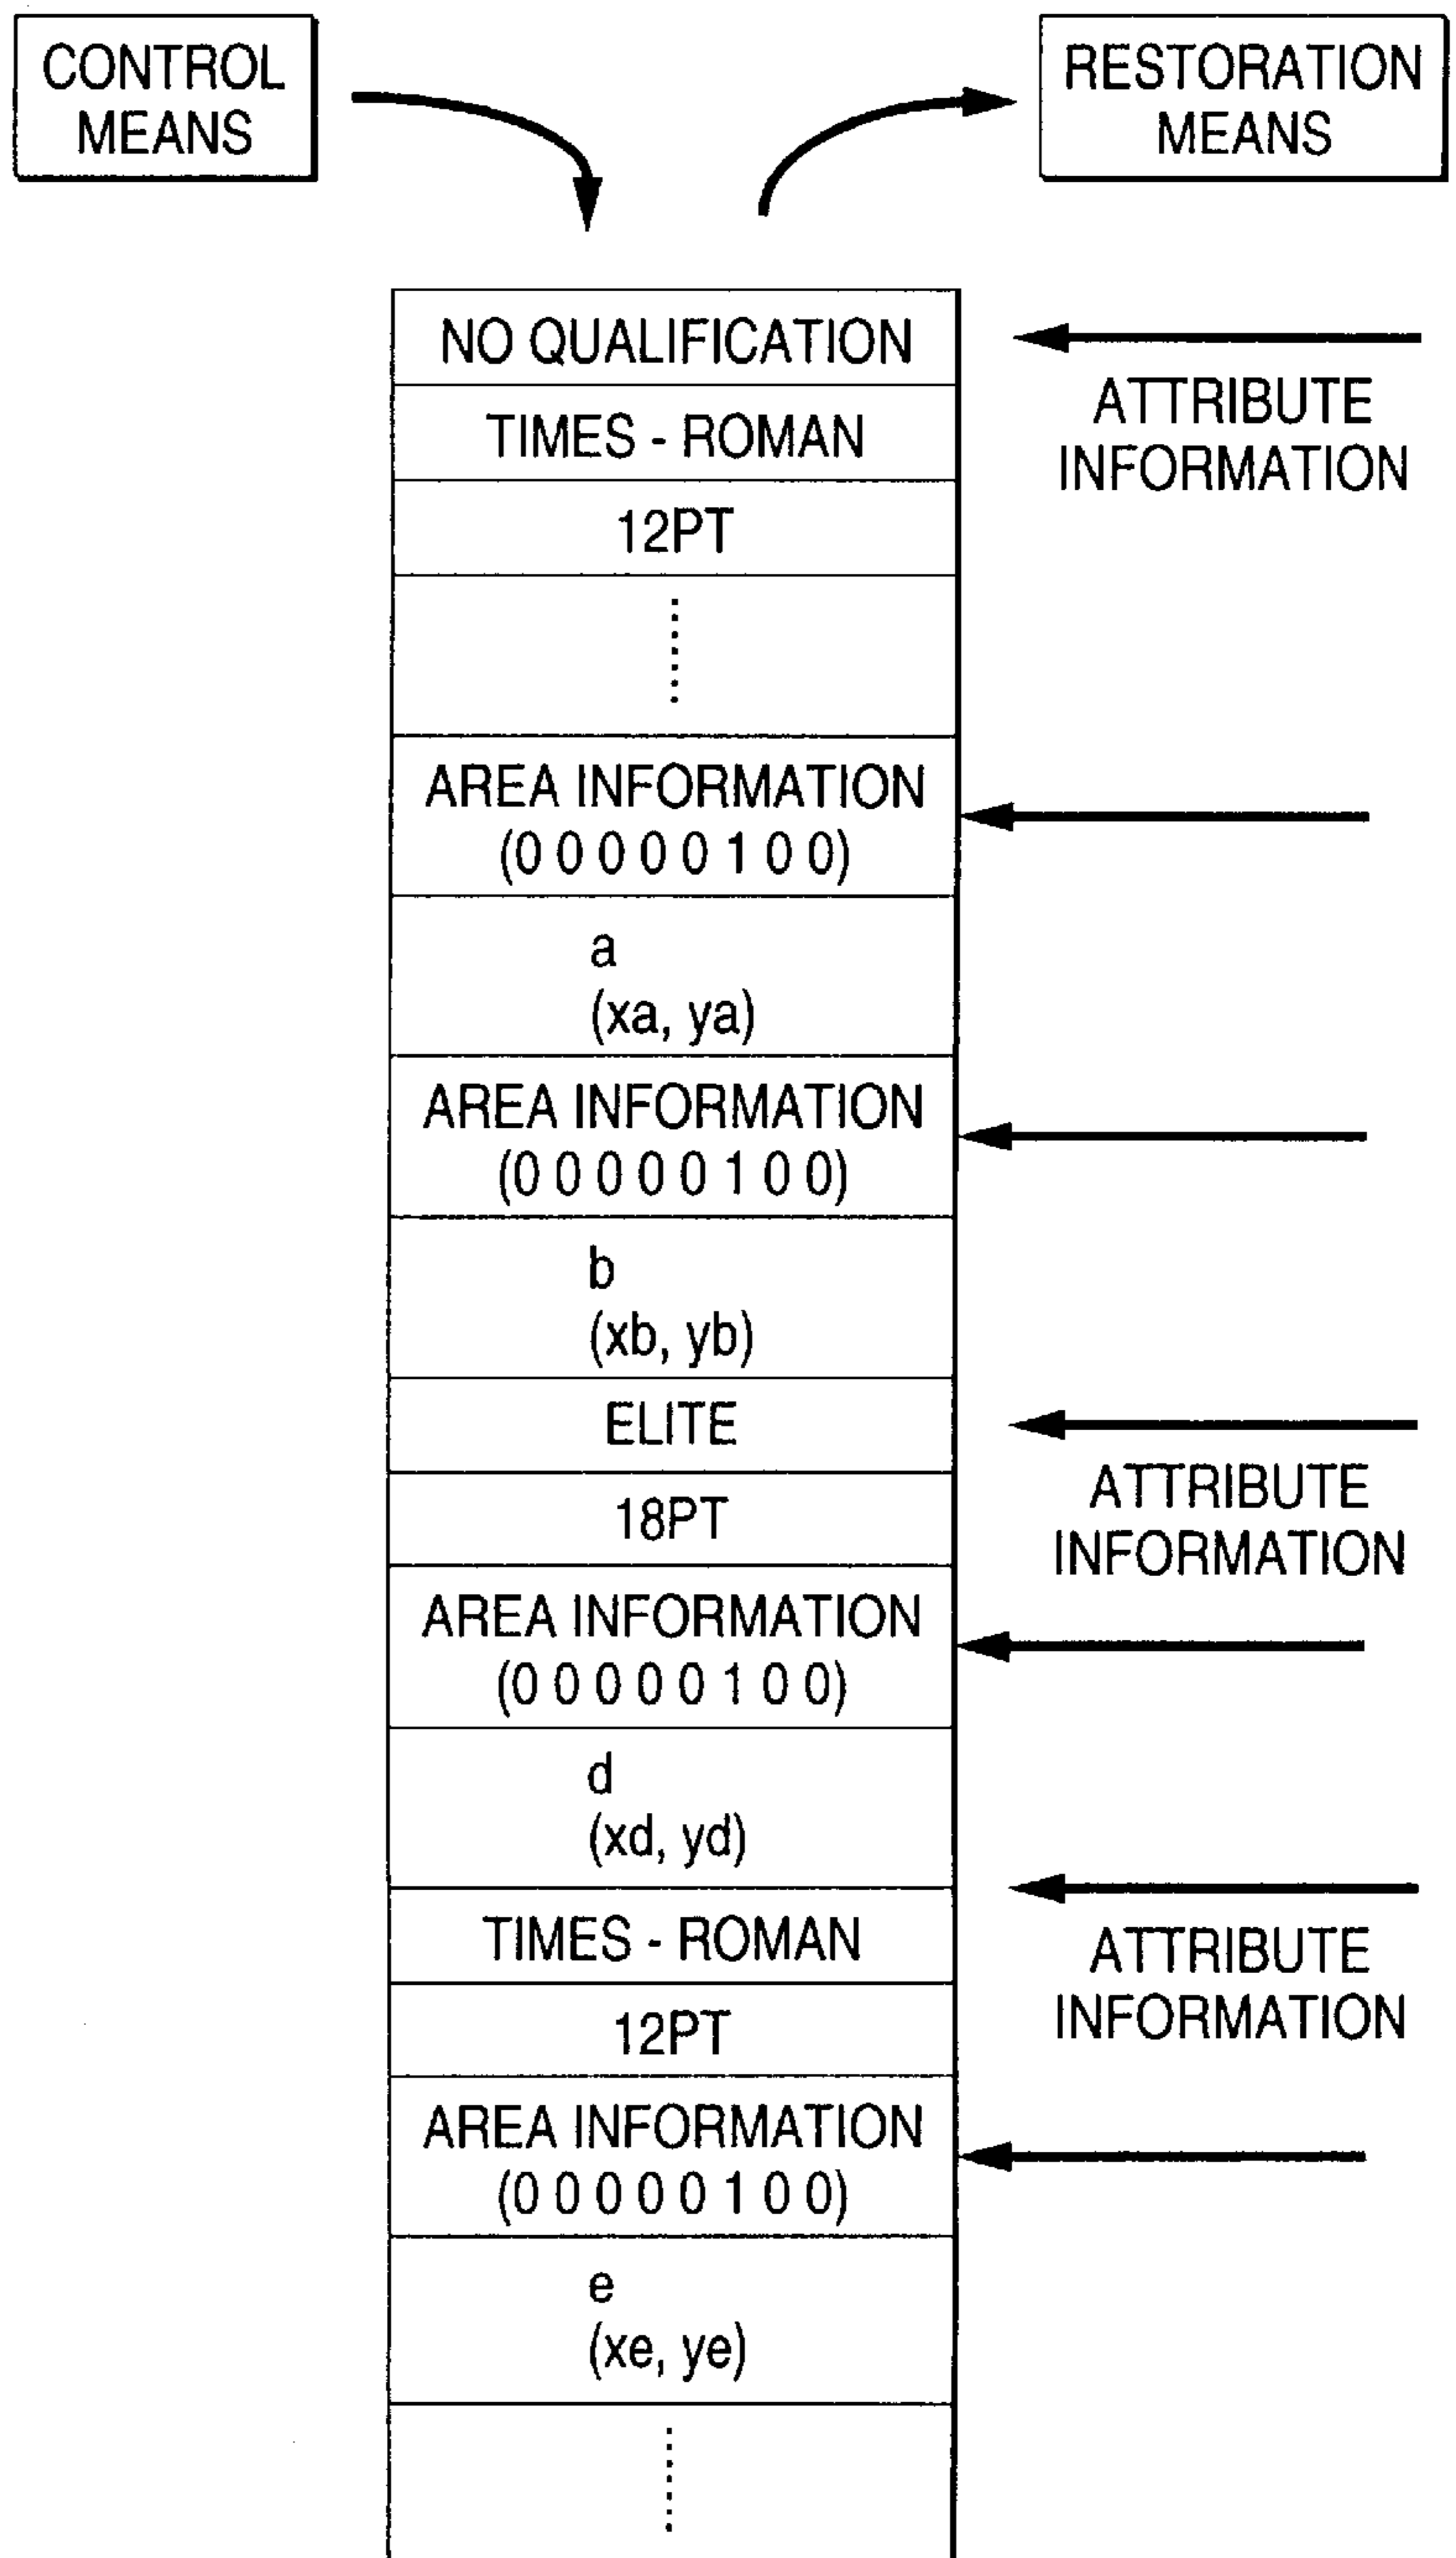 CONTROL
MEANS
RESTORATION
MEANS
NO QUALIFICATION
ATTRIBUTE
INFORMATION
TIMES - ROMAN
12PT
AREA INFORMATION
(0 0 0 0 0 1 0 0)
a
(xa, ya)
AREA INFORMATION
(0 0 0 0 0 1 0 0)
b
(xb, yb)
ELITE
ATTRIBUTE
INFORMATION
18PT
AREA INFORMATION
(0 0 0 0 0 1 0 0)
d
(xd, yd)
TIMES - ROMAN
ATTRIBUTE
INFORMATION
12PT
AREA INFORMATION
(0 0 0 0 0 1 0 0)
e
(xe, ye)